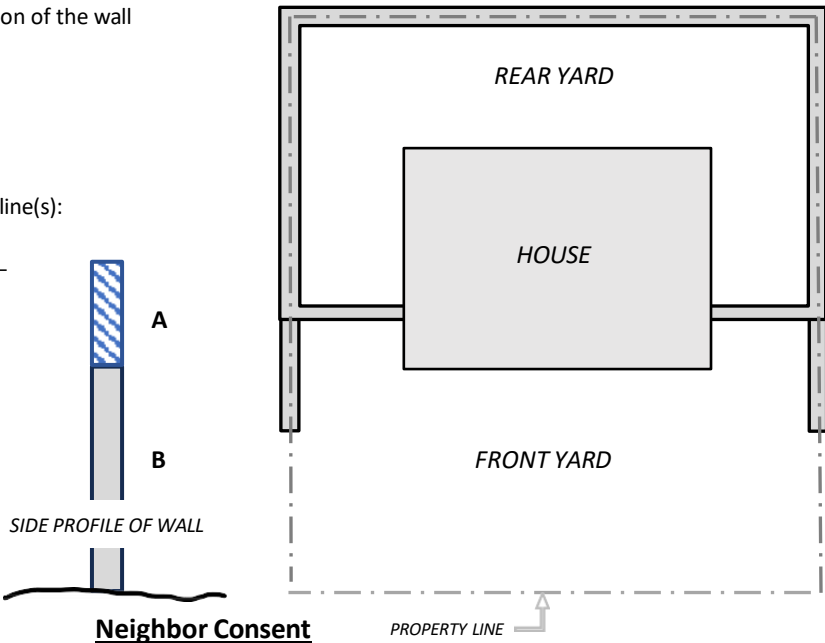 on of the wall
REAR YARD
line(s):
HOUSE
A
B
FRONT YARD
SIDE PROFILE OF WALL
Neighbor Consent
PROPERTY LINE